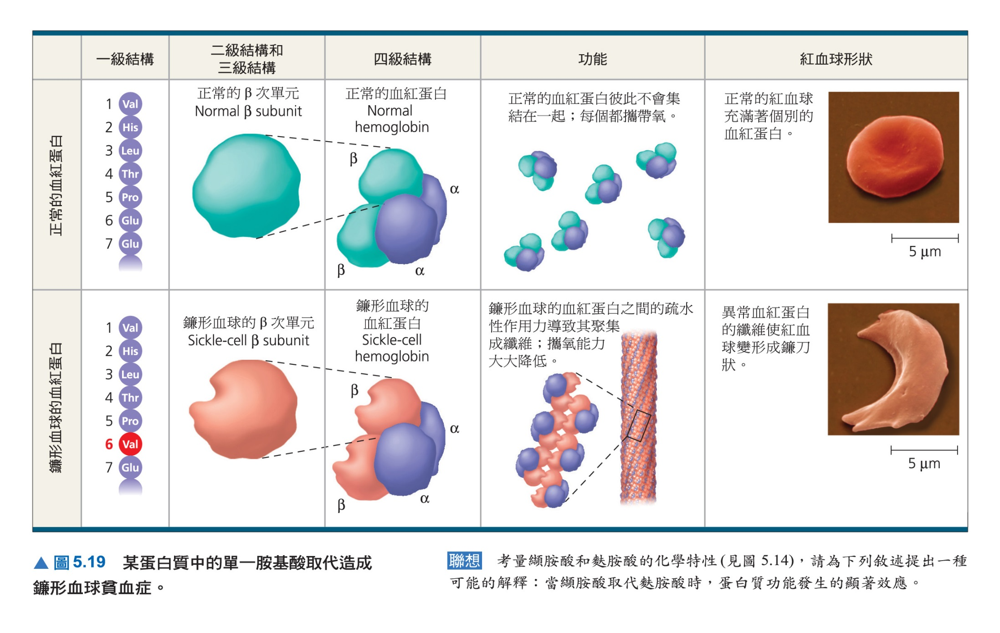 一級結構
二級結構和
三級結構
四級結構
功能
紅血球形狀
正常的血紅蛋白
1 Val
2 His
3 Leu
4 Thr
5 Pro
6 Glu
7 Glu
正常的 β 次單元
Normal β subunit
正常的血紅蛋白
Normal
hemoglobin
β
α
β
α
正常的血紅蛋白彼此不會集
結在一起；每個都攜帶氧。
正常的紅血球
充滿著個別的
血紅蛋白。
5 μm
鐮形血球的血紅蛋白
1 Val
2 His
3 Leu
4 Thr
5 Pro
6 Val
7 Glu
鐮形血球的 β 次單元
Sickle-cell β subunit
鐮形血球的
血紅蛋白
Sickle-cell
hemoglobin
β
α
β
α
鐮形血球的血紅蛋白之間的疏水
性作用力導致其聚集
成纖維；攜氧能力
大大降低。
異常血紅蛋白
的纖維使紅血
球變形成鐮刀
狀。
5 μm
▲ 圖 5.19 某蛋白質中的單一胺基酸取代造成
鐮形血球貧血症。
聯想 考量纈胺酸和麩胺酸的化學特性 (見圖 5.14)，請為下列敘述提出一種
可能的解釋：當纈胺酸取代麩胺酸時，蛋白質功能發生的顯著效應。